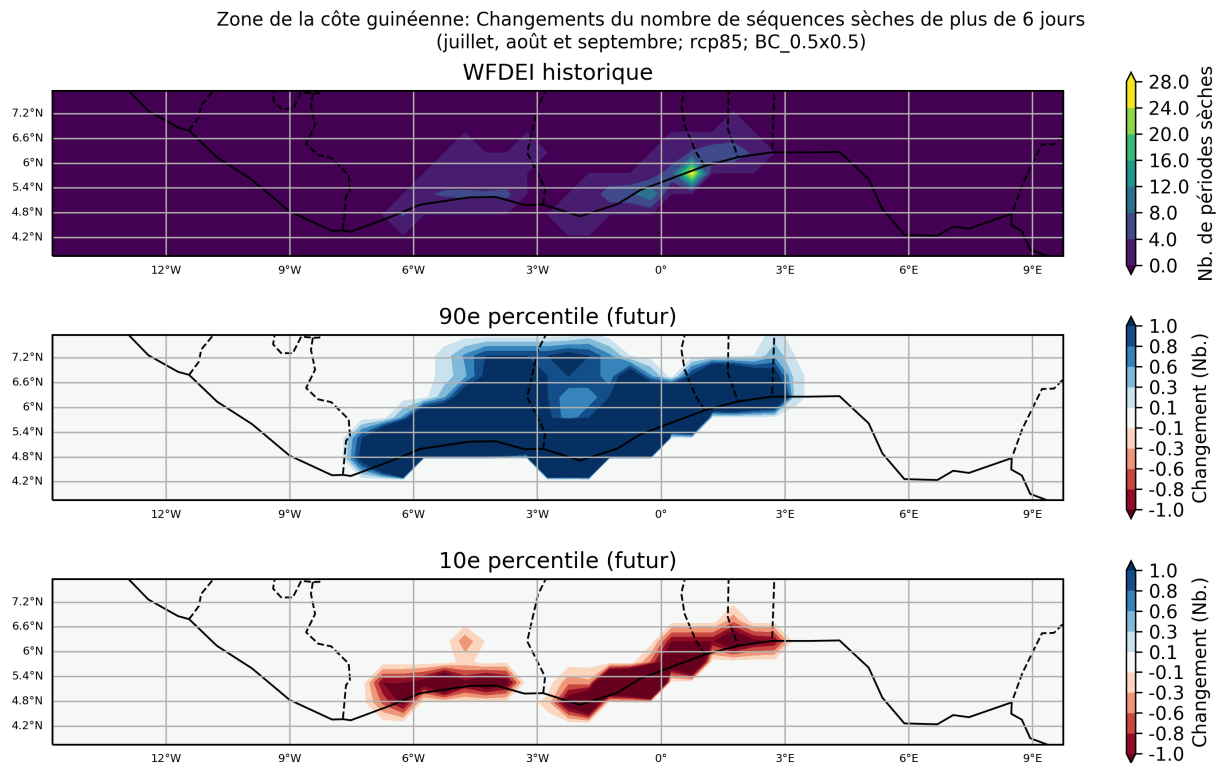 Zone de la côte guinéenne: Changements du nombre de séquences sèches de plus de 6 jours
(juillet, août et septembre; rcp85; BC_0.5x0.5)
WFDEI historique
7.2°N
6.6°N
6°N
5.4°N
4.8°N
4.2°N
12°W 9°W 6°W 3°W 0° 3°E 6°E 9°E
28.0
24.0
20.0
16.0
12.0
8.0
4.0
0.0
Nb. de périodes sèches
90e percentile (futur)
7.2°N
6.6°N
6°N
5.4°N
4.8°N
4.2°N
12°W 9°W 6°W 3°W 0° 3°E 6°E 9°E
1.0
0.8
0.6
0.3
0.1
-0.1
-0.3
-0.6
-0.8
-1.0
Changement (Nb.)
10e percentile (futur)
7.2°N
6.6°N
6°N
5.4°N
4.8°N
4.2°N
12°W 9°W 6°W 3°W 0° 3°E 6°E 9°E
1.0
0.8
0.6
0.3
0.1
-0.1
-0.3
-0.6
-0.8
-1.0
Changement (Nb.)